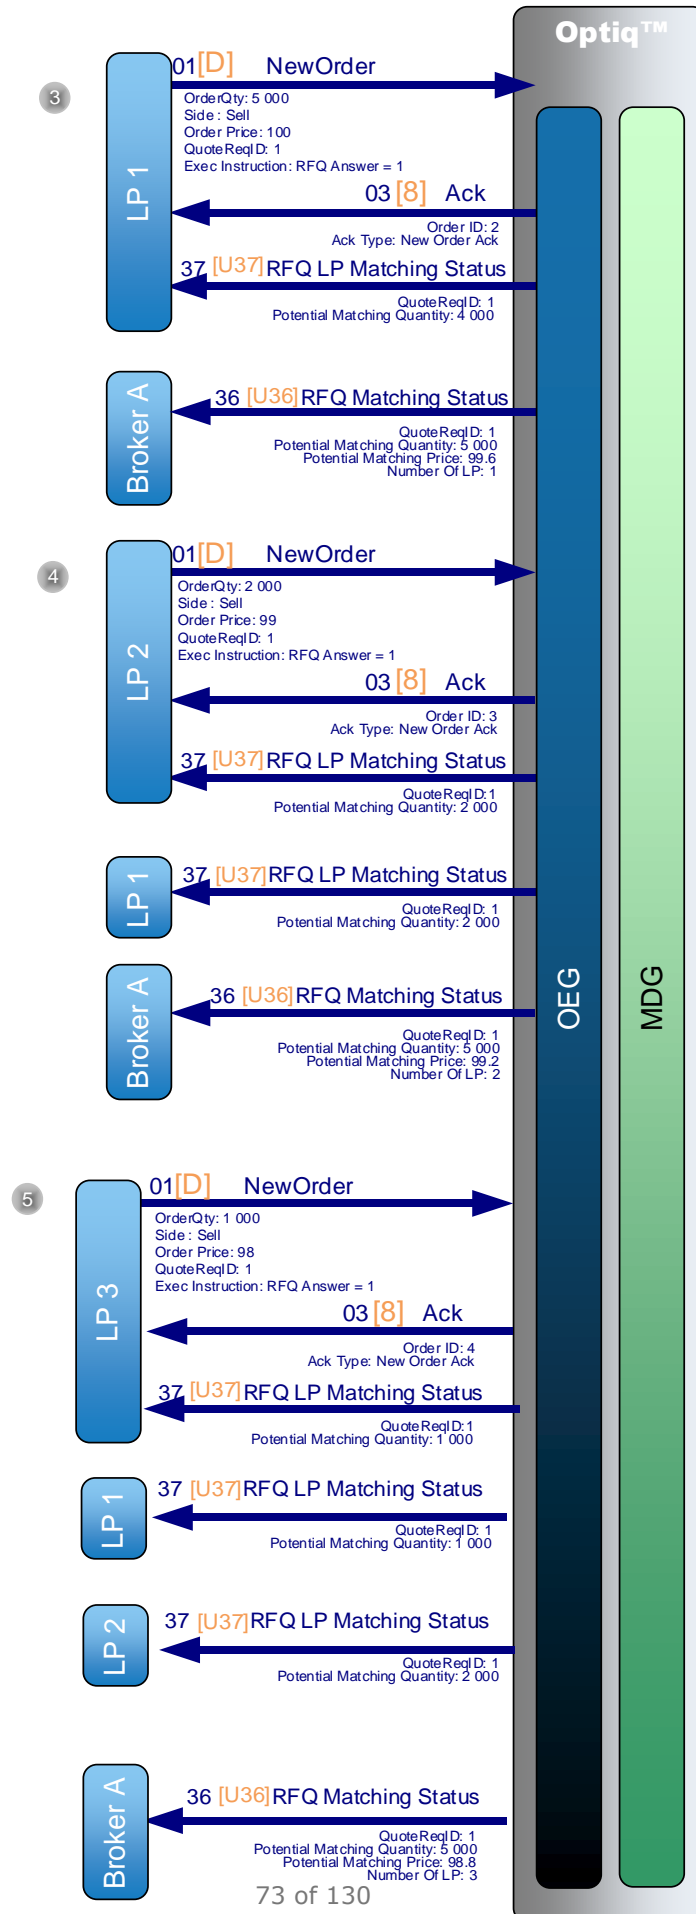 Optiq™
01[D] NewOrder
3
OrderQty: 5 000
Side : Sell
Order Price: 100
QuoteReqID: 1
Exec Instruction: RFQ Answer = 1
LP 1
03 [8] Ack
Order ID: 2
Ack Type: New Order Ack
37 [U37] RFQ LP Matching Status
QuoteReqID: 1
Potential Matching Quantity: 4 000
Broker A
36 [U36] RFQ Matching Status
QuoteReqID: 1
Potential Matching Quantity: 5 000
Potential Matching Price: 99.6
Number Of LP: 1
01[D] NewOrder
4
OrderQty: 2 000
Side : Sell
Order Price: 99
QuoteReqID: 1
Exec Instruction: RFQ Answer = 1
LP 2
03 [8] Ack
Order ID: 3
Ack Type: New Order Ack
37 [U37] RFQ LP Matching Status
QuoteReqID:1
Potential Matching Quantity: 2 000
LP 1
37 [U37] RFQ LP Matching Status
QuoteReqID: 1
Potential Matching Quantity: 2 000
Broker A
36 [U36] RFQ Matching Status
QuoteReqID: 1
Potential Matching Quantity: 5 000
Potential Matching Price: 99.2
Number Of LP: 2
OEG
MDG
01[D] NewOrder
5
OrderQty: 1 000
Side : Sell
Order Price: 98
QuoteReqID: 1
Exec Instruction: RFQ Answer = 1
LP 3
03 [8] Ack
Order ID: 4
Ack Type: New Order Ack
37 [U37] RFQ LP Matching Status
QuoteReqID:1
Potential Matching Quantity: 1 000
LP 1
37 [U37] RFQ LP Matching Status
QuoteReqID: 1
Potential Matching Quantity: 1 000
LP 2
37 [U37] RFQ LP Matching Status
QuoteReqID: 1
Potential Matching Quantity: 2 000
Broker A
36 [U36] RFQ Matching Status
QuoteReqID: 1
Potential Matching Quantity: 5 000
Potential Matching Price: 98.8
Number Of LP: 3
73 of 130